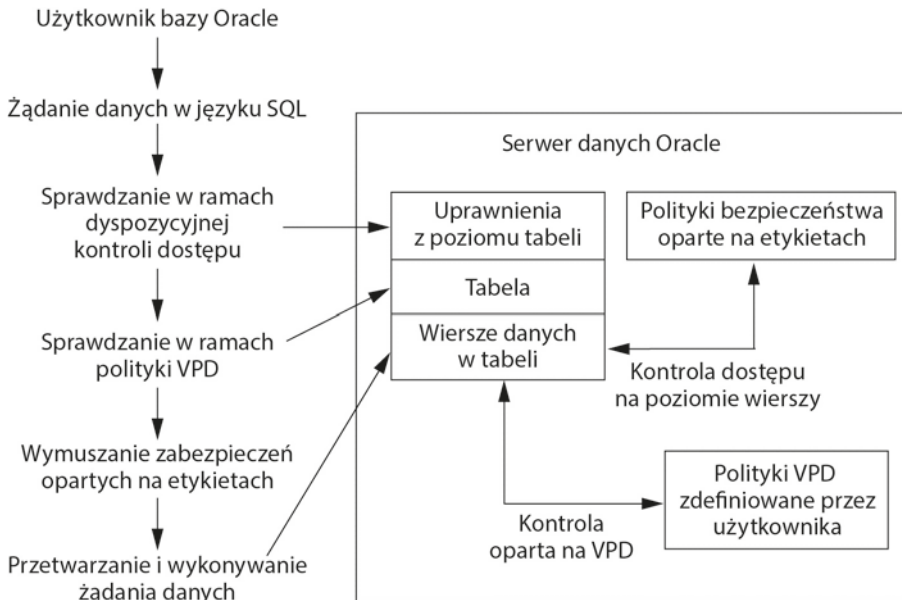 Użytkownik bazy Oracle
Żądanie danych w języku SQL
Sprawdzanie w ramach
dyspozycyjnej
kontroli dostępu
Sprawdzanie w ramach
polityki VPD
Wymuszanie zabezpieczeń
opartych na etykietach
Przetwarzanie i wykonywanie
żądania danych
Serwer danych Oracle
Uprawnienia
z poziomu tabeli
Tabela
Wiersze danych
w tabeli
Polityki bezpieczeństwa
oparte na etykietach
Kontrola dostępu
na poziomie wierszy
Kontrola
oparta na VPD
Polityki VPD
zdefiniowane przez
użytkownika